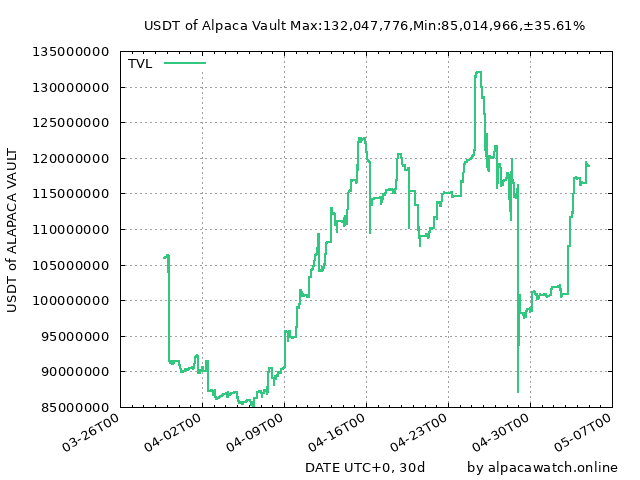 USDT of Alpaca Vault Max:132,047,776,Min:85,014,966,±35.61%
135000000
TVL
130000000
125000000
120000000
115000000
110000000
105000000
100000000
95000000
90000000
85000000
USDT of ALAPACA VAULT
03-26T00
04-02T00
04-09T00
04-16T00
04-23T00
04-30T00
05-07T00
DATE UTC+0, 30d
by alpacawatch.online